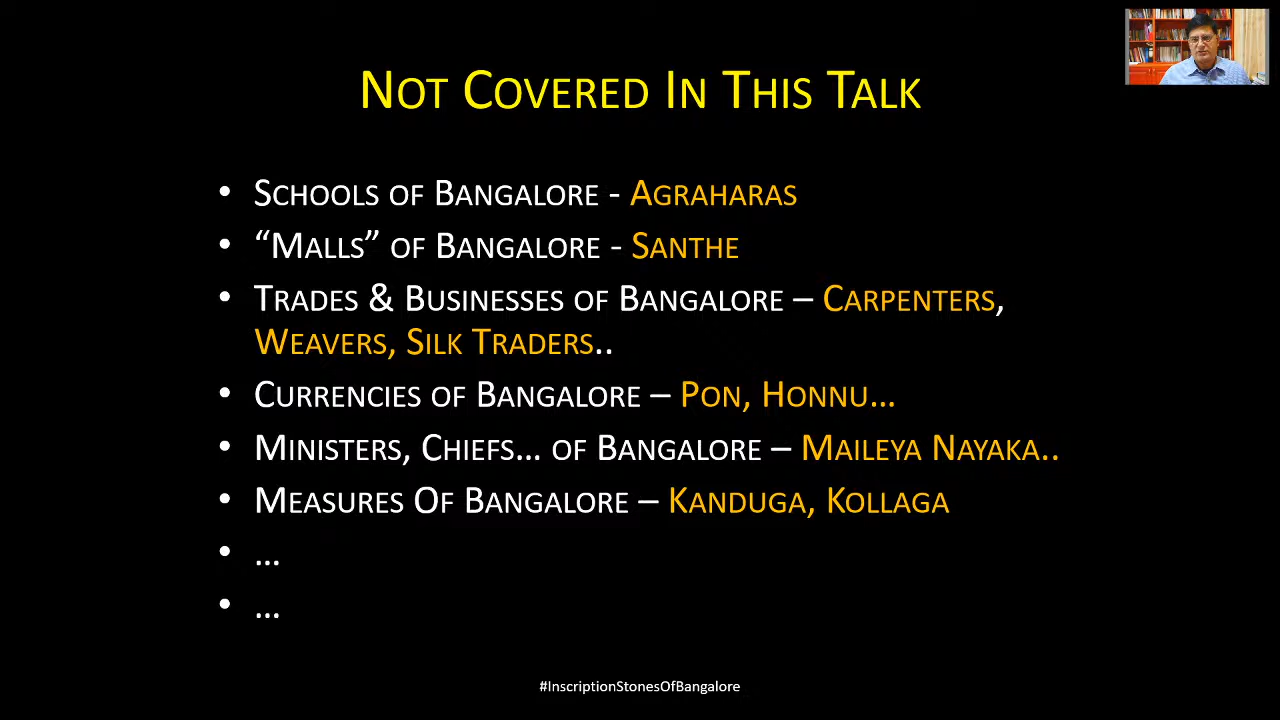 Not Covered In This Talk
• Schools of Bangalore - Agraharas
• “Malls” of Bangalore - Santhe
• Trades & Businesses of Bangalore – Carpenters,
Weavers, Silk Traders..
• Currencies of Bangalore – Pon, Honnu…
• Ministers, Chiefs… of Bangalore – Maileya Nayaka..
• Measures Of Bangalore – Kanduga, Kollaga
• …
• …
#InscriptionStonesOfBangalore